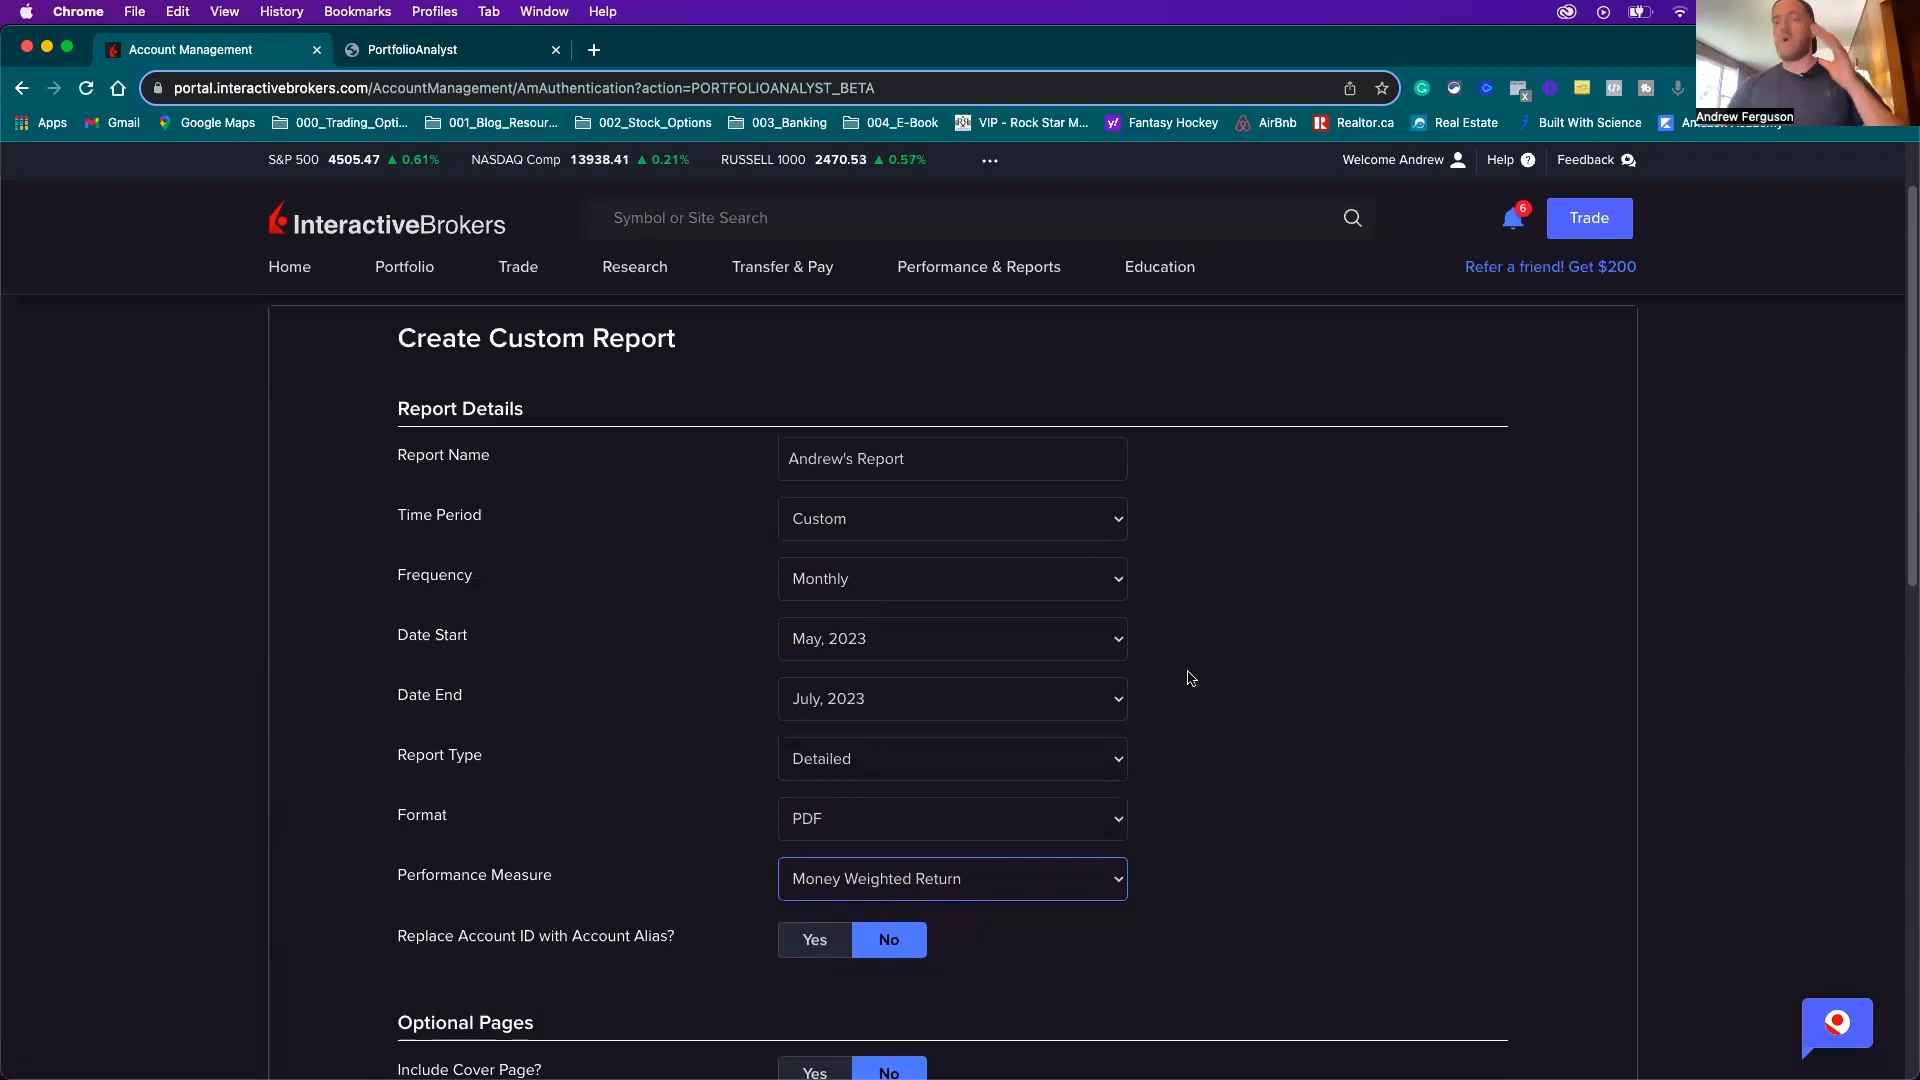 Chrome File Edit View History Bookmarks Profiles Tab Window Help
Account Management PortfolioAnalyst
portal.interactivebrokers.com/AccountManagement/AmAuthentication?action=PORTFOLIOANALYST_BETA
Apps Gmail Google Maps 000_Trading_Opti... 001_Blog_Resour... 002_Stock_Options 003_Banking 004_E-Book VIP - Rock Star M... Fantasy Hockey AirBnb Realtor.ca Real Estate Built With Science
Andrew Ferguson
S&P 500 4505.47 ▲ 0.61% NASDAQ Comp 13938.41 ▲ 0.21% RUSSELL 1000 2470.53 ▲ 0.57% ... Welcome Andrew Help ? Feedback
InteractiveBrokers Symbol or Site Search 6 Trade
Home Portfolio Trade Research Transfer & Pay Performance & Reports Education Refer a friend! Get $200
Create Custom Report
Report Details
Report Name Andrew's Report
Time Period Custom
Frequency Monthly
Date Start May, 2023
Date End July, 2023
Report Type Detailed
Format PDF
Performance Measure Money Weighted Return
Replace Account ID with Account Alias? Yes No
Optional Pages
Include Cover Page? Yes No